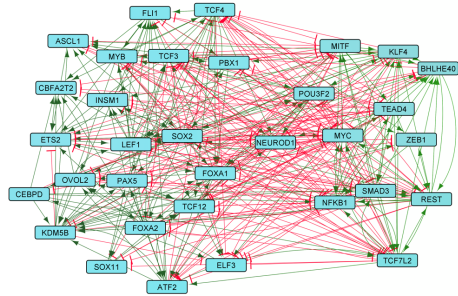 FLI1
TCF4
ASCL1
MYB
TCF3
PBX1
MITF
KLF4
BHLHE40
CBFA2T2
INSM1
POU3F2
TEAD4
ETS2
LEF1
SOX2
NEUROD1
MYC
ZEB1
OVOL2
PAX5
FOXA1
CEBPD
TCF12
NFKB1
SMAD3
REST
KDM5B
FOXA2
SOX11
ATF2
ELF3
TCF7L2